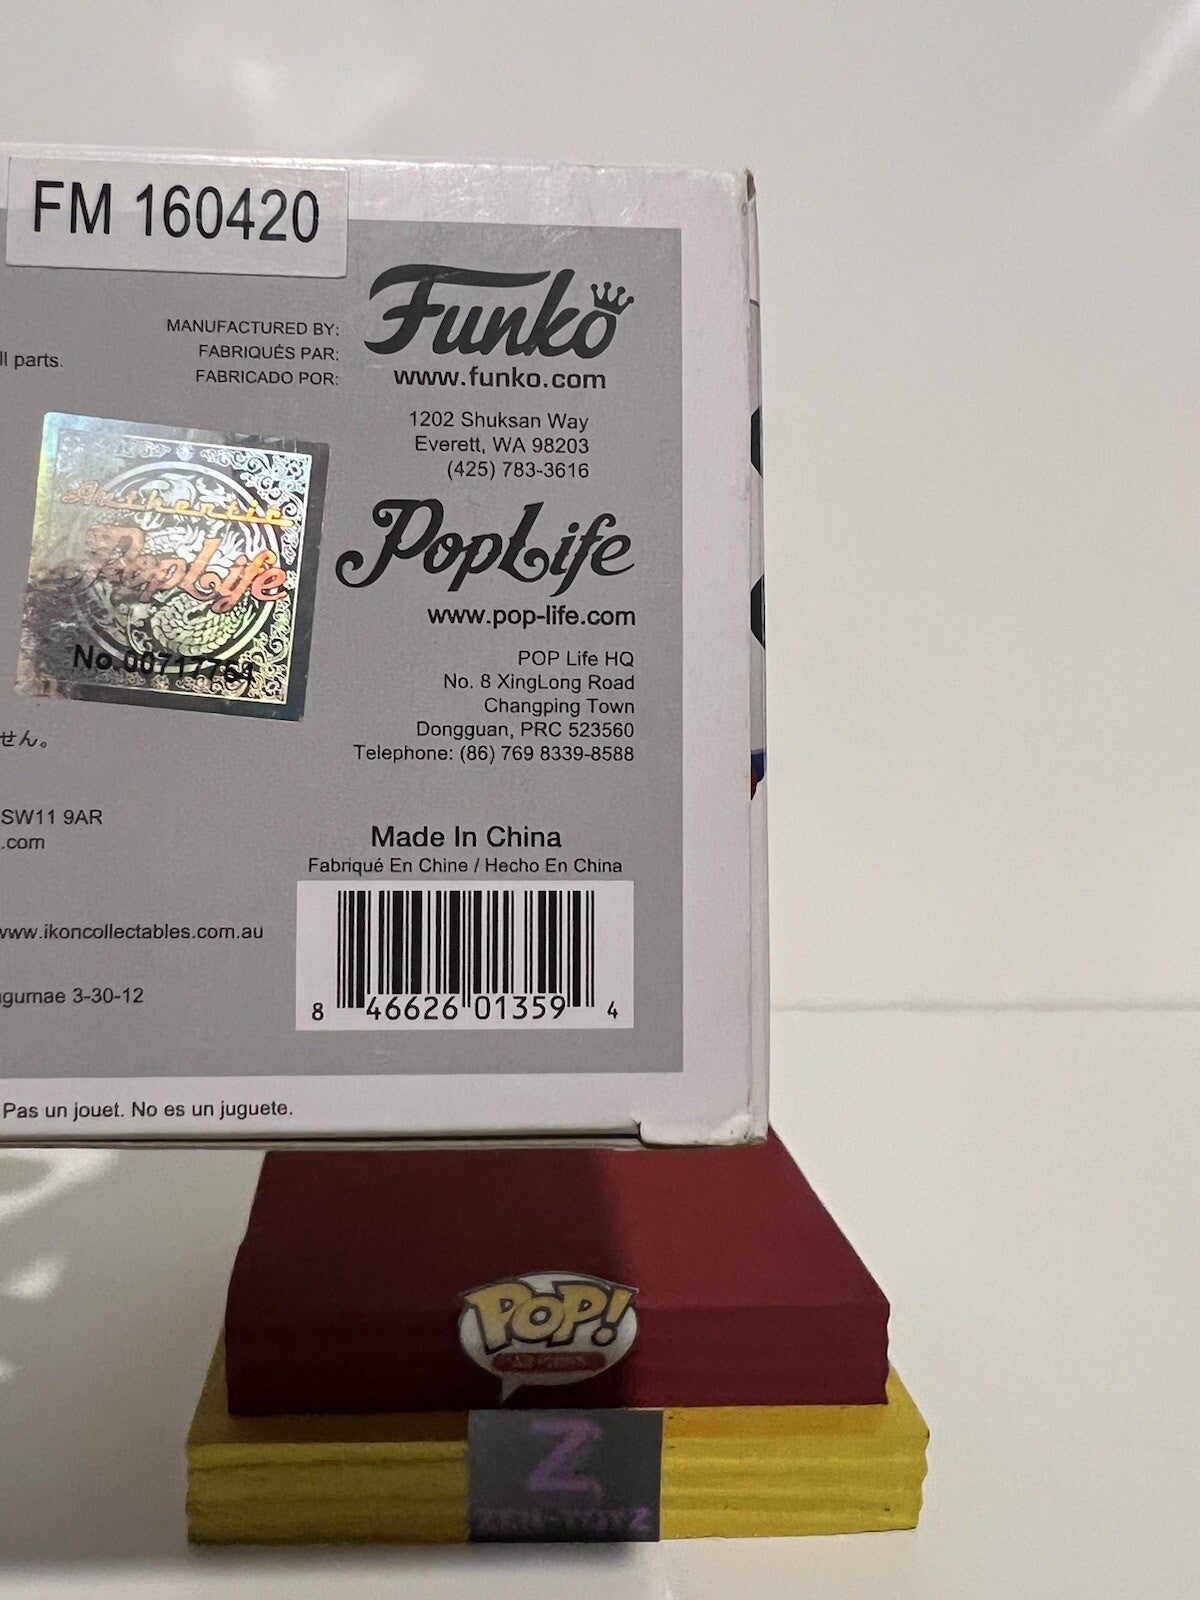 FM 160420
ll parts.
MANUFACTURED BY:
FABRIQUÉS PAR:
FABRICADO POR:
Funko
www.funko.com
1202 Shuksan Way
Everett, WA 98203
(425) 783-3616
Authentic
PopLife
PopLife
www.pop-life.com
POP Life HQ
No. 8 XingLong Road
Changping Town
Dongguan, PRC 523560
Telephone: (86) 769 8339-8588
せん。
SW11 9AR
.com
Made In China
Fabriqué En Chine / Hecho En China
www.ikoncollectables.com.au
gumae 3-30-12
8 46626 01359 4
Pas un jouet. No es un juguete.
POP!
Z